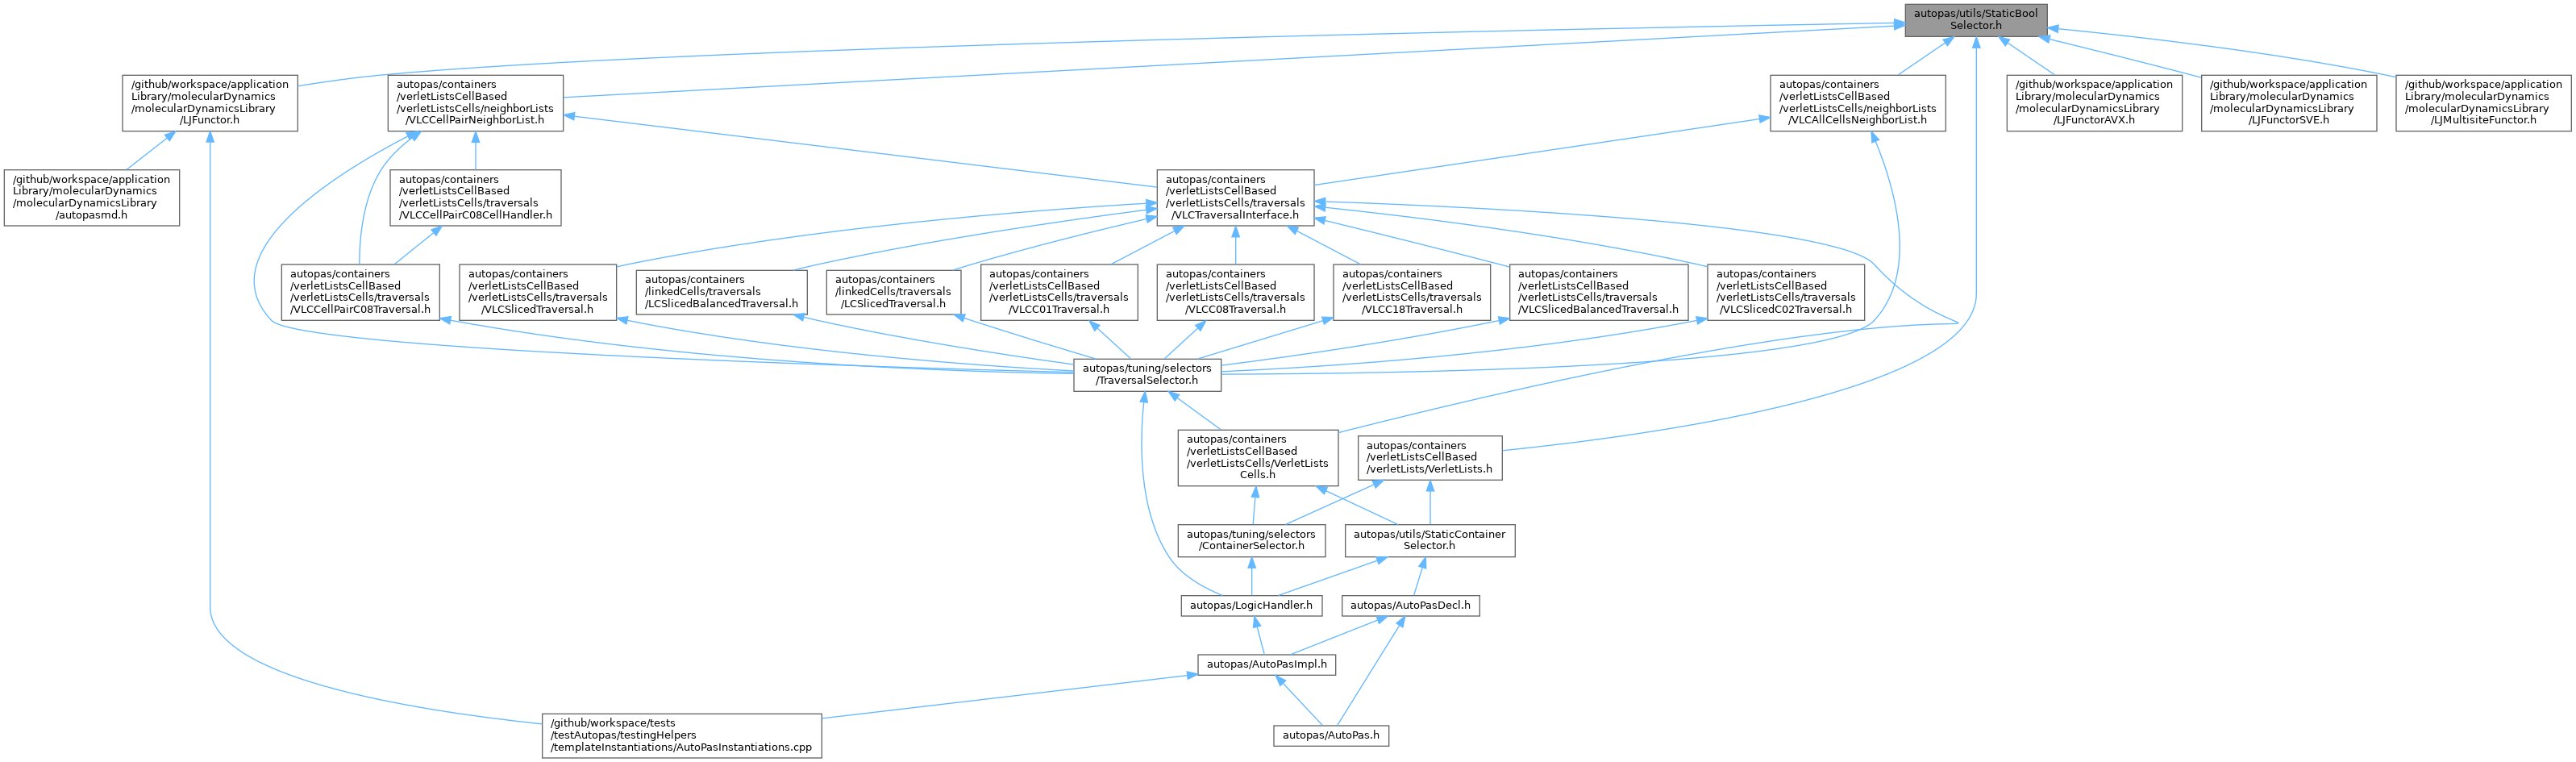 autopas/utils/StaticBool
Selector.h
/github/workspace/application
Library/molecularDynamics
/molecularDynamicsLibrary
/LJFunctor.h
autopas/containers
/verletListsCellBased
/verletListsCells/neighborLists
/VLCCellPairNeighborList.h
autopas/containers
/verletListsCellBased
/verletListsCells/neighborLists
/VLCAllCellsNeighborList.h
/github/workspace/application
Library/molecularDynamics
/molecularDynamicsLibrary
/LJFunctorAVX.h
/github/workspace/application
Library/molecularDynamics
/molecularDynamicsLibrary
/LJFunctorSVE.h
/github/workspace/application
Library/molecularDynamics
/molecularDynamicsLibrary
/LJMultisiteFunctor.h
/github/workspace/application
Library/molecularDynamics
/molecularDynamicsLibrary
/autopasmd.h
autopas/containers
/verletListsCellBased
/verletListsCells/traversals
/VLCCellPairC08CellHandler.h
autopas/containers
/verletListsCellBased
/verletListsCells/traversals
/VLCTraversalInterface.h
autopas/containers
/verletListsCellBased
/verletListsCells/traversals
/VLCCellPairC08Traversal.h
autopas/containers
/verletListsCellBased
/verletListsCells/traversals
/VLCSlicedTraversal.h
autopas/containers
/linkedCells/traversals
/LCSlicedBalancedTraversal.h
autopas/containers
/linkedCells/traversals
/LCSlicedTraversal.h
autopas/containers
/verletListsCellBased
/verletListsCells/traversals
/VLCC01Traversal.h
autopas/containers
/verletListsCellBased
/verletListsCells/traversals
/VLCC08Traversal.h
autopas/containers
/verletListsCellBased
/verletListsCells/traversals
/VLCC18Traversal.h
autopas/containers
/verletListsCellBased
/verletListsCells/traversals
/VLCSlicedBalancedTraversal.h
autopas/containers
/verletListsCellBased
/verletListsCells/traversals
/VLCSlicedC02Traversal.h
autopas/tuning/selectors
/TraversalSelector.h
autopas/containers
/verletListsCellBased
/verletListsCells/VerletLists
Cells.h
autopas/containers
/verletListsCellBased
/verletLists/VerletLists.h
autopas/tuning/selectors
/ContainerSelector.h
autopas/utils/StaticContainer
Selector.h
autopas/LogicHandler.h
autopas/AutoPasDecl.h
autopas/AutoPasImpl.h
/github/workspace/tests
/testAutopas/testingHelpers
/templateInstantiations/AutoPasInstantiations.cpp
autopas/AutoPas.h